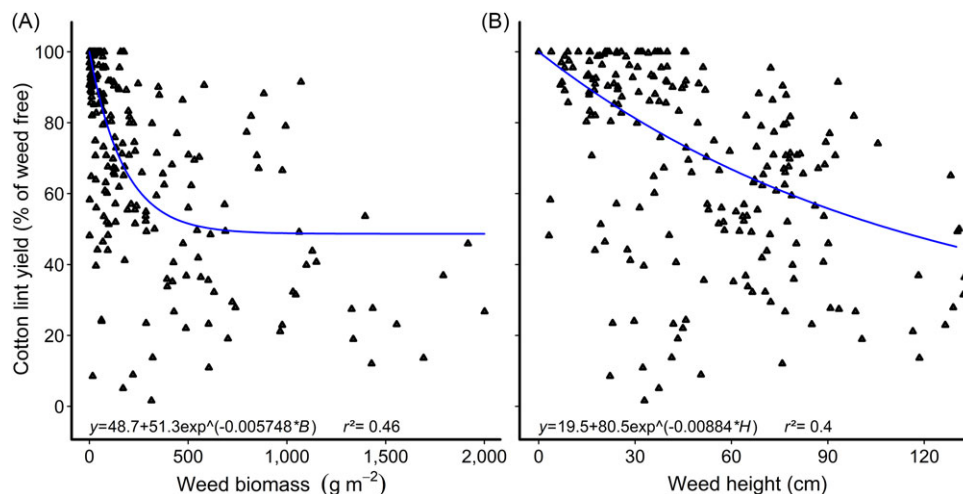 (A) (B)
Cotton lint yield (% of weed free)
100
80
60
40
20
0
y=48.7+51.3exp^(-0.005748*B) r²= 0.46
y=19.5+80.5exp^(-0.00884*H) r²= 0.4
0 500 1,000 1,500 2,000
0 30 60 90 120
Weed biomass (g m⁻²)
Weed height (cm)